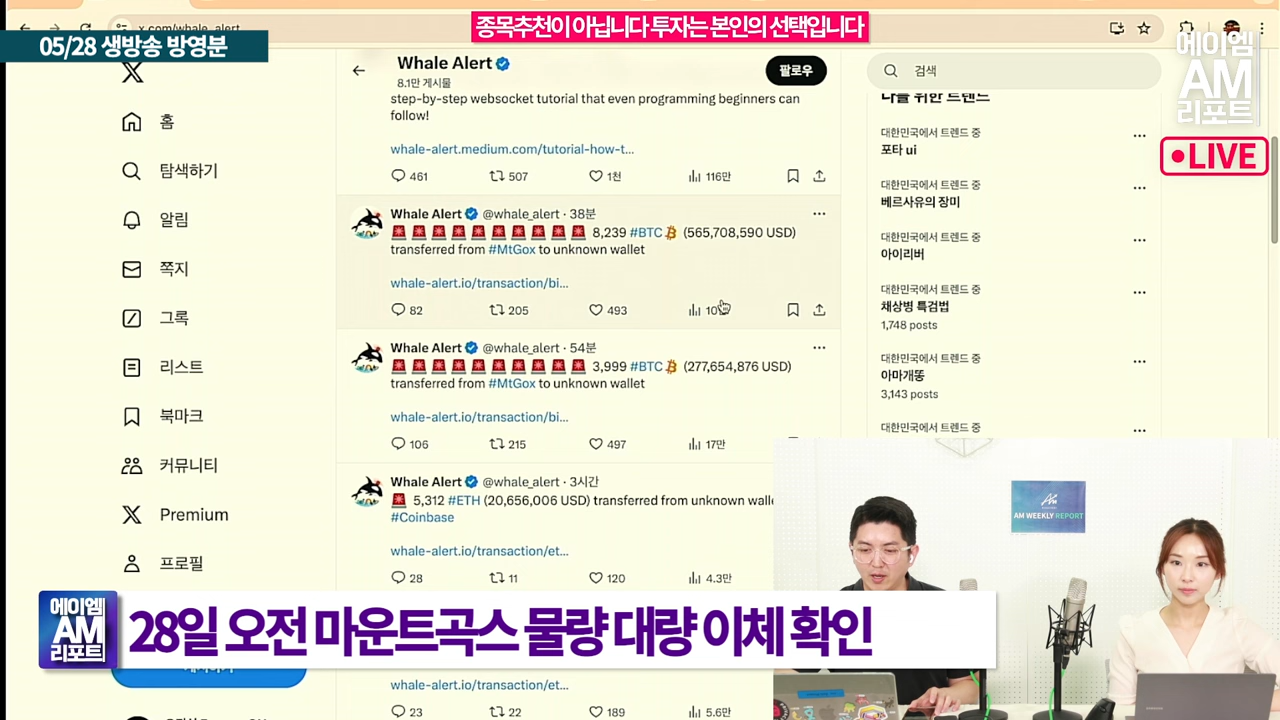 종목추천이 아닙니다 투자는 본인의 선택입니다
x.com/whale_alert
05/28 생방송 방영분
에이엠
AM
리포트
LIVE
홈
탐색하기
알림
쪽지
그록
리스트
북마크
커뮤니티
Premium
프로필
Whale Alert
8.1만 게시물
팔로우
step-by-step websocket tutorial that even programming beginners can
follow!
whale-alert.medium.com/tutorial-how-t...
461 507 1천 116만
Whale Alert @whale_alert · 38분
8,239 #BTC (565,708,590 USD)
transferred from #MtGox to unknown wallet
whale-alert.io/transaction/bi...
82 205 493
Whale Alert @whale_alert · 54분
3,999 #BTC (277,654,876 USD)
transferred from #MtGox to unknown wallet
whale-alert.io/transaction/bi...
106 215 497 17만
Whale Alert @whale_alert · 3시간
5,312 #ETH (20,656,006 USD) transferred from unknown
#Coinbase
whale-alert.io/transaction/et...
28 11 120 4.3만
whale-alert.io/transaction/et...
23 22 189 5.6만
검색
나를 위한 트렌드
대한민국에서 트렌드 중
포타 ui
대한민국에서 트렌드 중
베르사유의 장미
대한민국에서 트렌드 중
아이리버
대한민국에서 트렌드 중
채상병 특검법
1,748 posts
대한민국에서 트렌드 중
아마개똥
3,143 posts
대한민국에서 트렌드 중
AM WEEKLY REPORT
에이엠
AM
리포트
28일 오전 마운트곡스 물량 대량 이체 확인